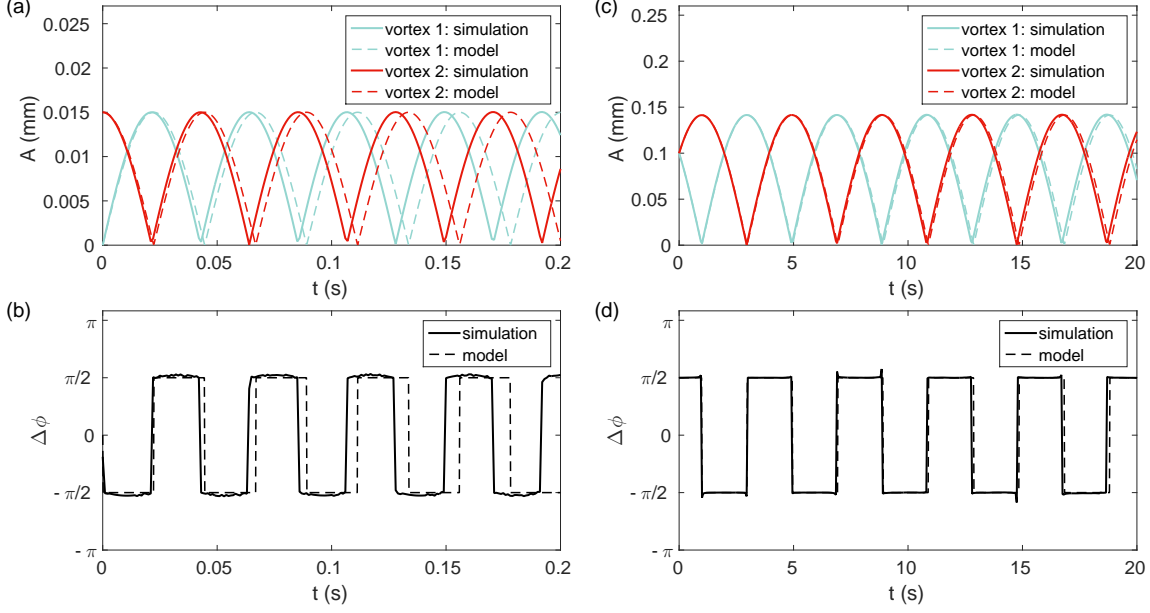 (a)
A (mm)
0.025
0.02
0.015
0.01
0.005
0
vortex 1: simulation
vortex 1: model
vortex 2: simulation
vortex 2: model
0 0.05 0.1 0.15 0.2
t (s)
(c)
A (mm)
0.25
0.2
0.15
0.1
0.05
0
vortex 1: simulation
vortex 1: model
vortex 2: simulation
vortex 2: model
0 5 10 15 20
t (s)
(b)
Δϕ
π
π/2
0
- π/2
- π
simulation
model
0 0.05 0.1 0.15 0.2
t (s)
(d)
Δϕ
π
π/2
0
- π/2
- π
simulation
model
0 5 10 15 20
t (s)